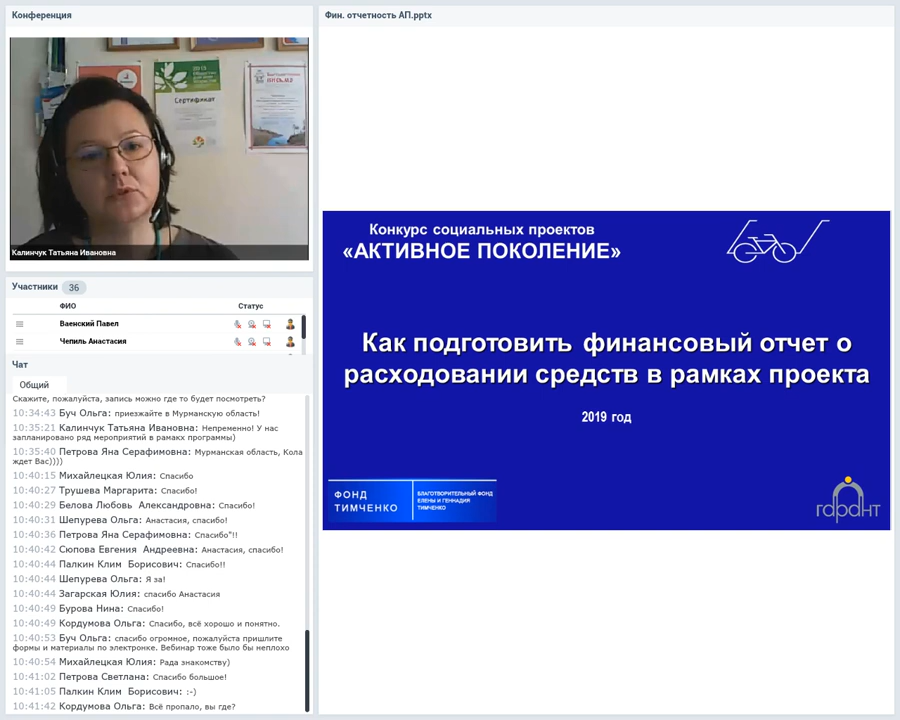 Конференция
Сертификат
Калинчук Татьяна Ивановна
Участники 36
ФИО Статус
Ваенский Павел
Чепиль Анастасия
Чат
Общий
Скажите, пожалуйста, запись можно где то будет посмотреть?
10:34:43 Буч Ольга: приезжайте в Мурманскую область!
10:35:21 Калинчук Татьяна Ивановна: Непременно! У нас
запланировано ряд мероприятий в рамакх программы)
10:35:40 Петрова Яна Серафимовна: Мурманская область, Кола
ждет Вас))))
10:40:15 Михайлецкая Юлия: Спасибо
10:40:27 Трушева Маргарита: Спасибо!
10:40:29 Белова Любовь Александровна: Спасибо!
10:40:31 Шепурева Ольга: Анастасия, спасибо!
10:40:36 Петрова Яна Серафимовна: Спасибо"!!
10:40:42 Сюпова Евгения Андреевна: Анастасия, спасибо!
10:40:44 Палкин Клим Борисович: Спасибо!!
10:40:44 Шепурева Ольга: Я за!
10:40:44 Загарская Юлия: спасибо Анастасия
10:40:49 Бурова Нина: Спасибо!
10:40:49 Кордумова Ольга: Спасибо, всё хорошо и понятно.
10:40:53 Буч Ольга: спасибо огромное, пожалуйста пришлите
формы и материалы по электронке. Вебинар тоже было бы неплохо
10:40:54 Михайлецкая Юлия: Рада знакомству)
10:41:02 Петрова Светлана: Спасибо большое!
10:41:05 Палкин Клим Борисович: :-)
10:41:42 Кордумова Ольга: Всё пропало, вы где?
Фин. отчетность АП.pptx
Конкурс социальных проектов
«АКТИВНОЕ ПОКОЛЕНИЕ»
Как подготовить финансовый отчет о
расходовании средств в рамках проекта
2019 год
ФОНД
ТИМЧЕНКО
БЛАГОТВОРИТЕЛЬНЫЙ ФОНД
ЕЛЕНЫ И ГЕННАДИЯ
ТИМЧЕНКО
гарант